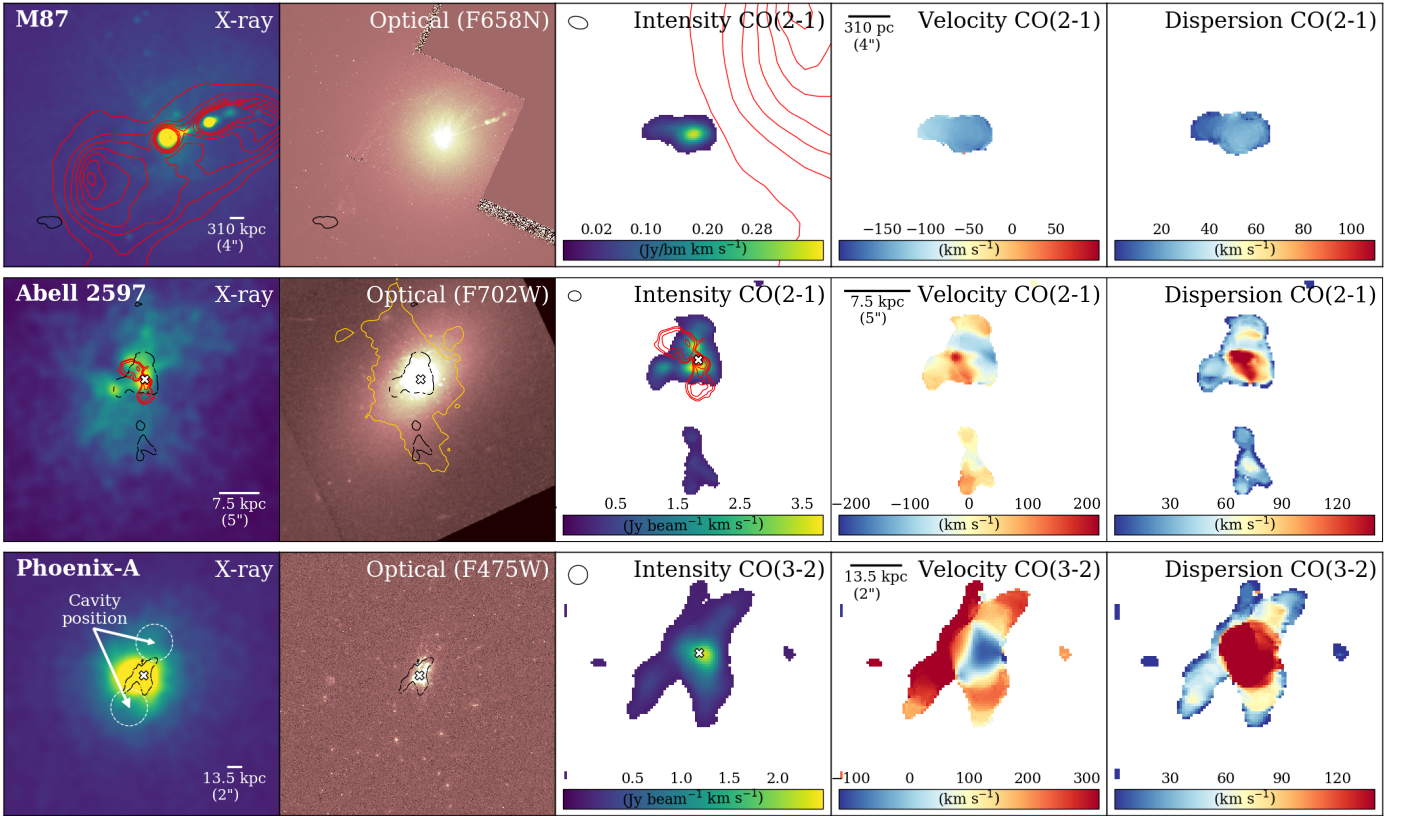 M87 X-ray
310 kpc
(4")
Optical (F658N)
Intensity CO(2-1)
0.02 0.10 0.20 0.28
(Jy/bm km s⁻¹)
310 pc
(4")
Velocity CO(2-1)
−150 −100 −50 0 50
(km s⁻¹)
Dispersion CO(2-1)
20 40 60 80 100
(km s⁻¹)
Abell 2597 X-ray
7.5 kpc
(5")
Optical (F702W)
Intensity CO(2-1)
0.5 1.5 2.5 3.5
(Jy beam⁻¹ km s⁻¹)
7.5 kpc
(5")
Velocity CO(2-1)
−200 −100 0 100 200
(km s⁻¹)
Dispersion CO(2-1)
30 60 90 120
(km s⁻¹)
Phoenix-A X-ray
Cavity
position
13.5 kpc
(2")
Optical (F475W)
Intensity CO(3-2)
0.5 1.0 1.5 2.0
(Jy beam⁻¹ km s⁻¹)
13.5 kpc
(2")
Velocity CO(3-2)
−100 0 100 200 300
(km s⁻¹)
Dispersion CO(3-2)
30 60 90 120
(km s⁻¹)